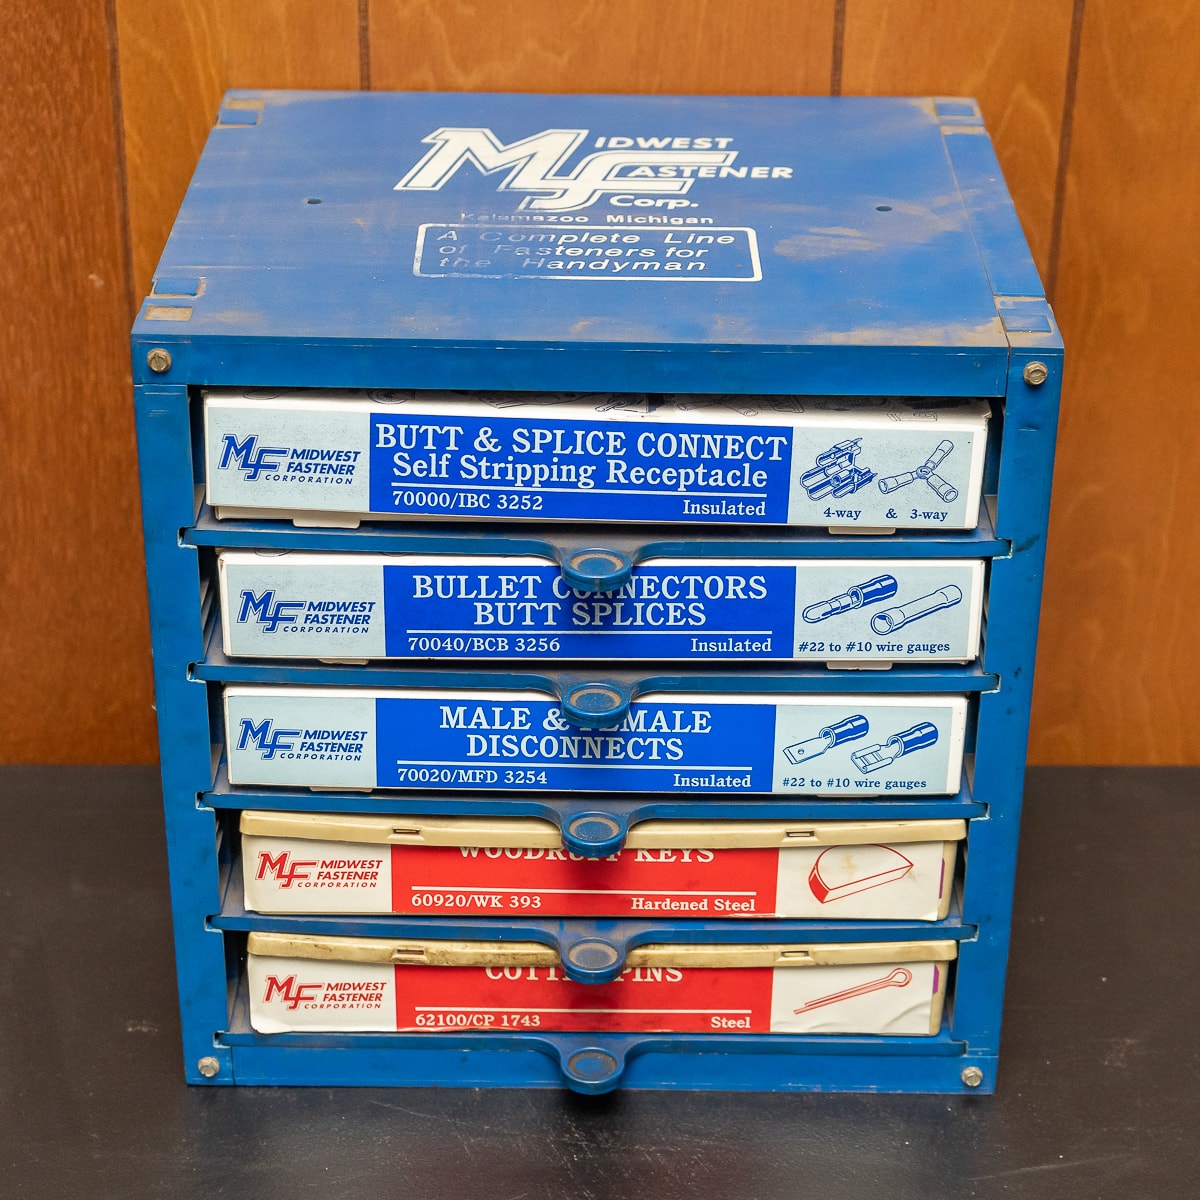 MIDWEST
FASTENER
Corp.
Kalamazoo Michigan
A Complete Line
of Fasteners for
the Handyman
MF MIDWEST
FASTENER
CORPORATION
BUTT & SPLICE CONNECT
Self Stripping Receptacle
70000/IBC 3252 Insulated
4-way & 3-way
MF MIDWEST
FASTENER
CORPORATION
BULLET CONNECTORS
BUTT SPLICES
70040/BCB 3256 Insulated
#22 to #10 wire gauges
MF MIDWEST
FASTENER
CORPORATION
MALE & FEMALE
DISCONNECTS
70020/MFD 3254 Insulated
#22 to #10 wire gauges
MF MIDWEST
FASTENER
CORPORATION
WOODRUFF KEYS
60920/WK 393 Hardened Steel
MF MIDWEST
FASTENER
CORPORATION
COTTER PINS
62100/CP 1743 Steel